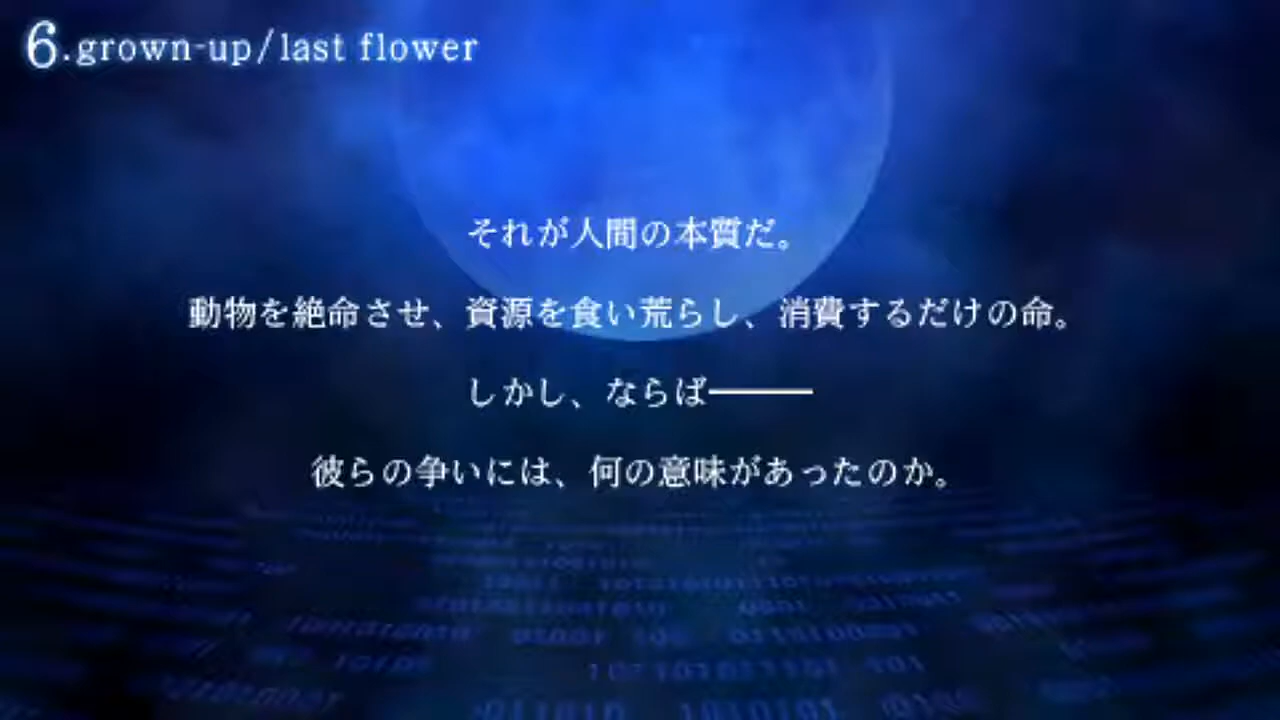 6.grown-up/last flower
それが人間の本質だ。
動物を絶命させ、資源を食い荒らし、消費するだけの命。
しかし、ならば―――
彼らの争いには、何の意味があったのか。